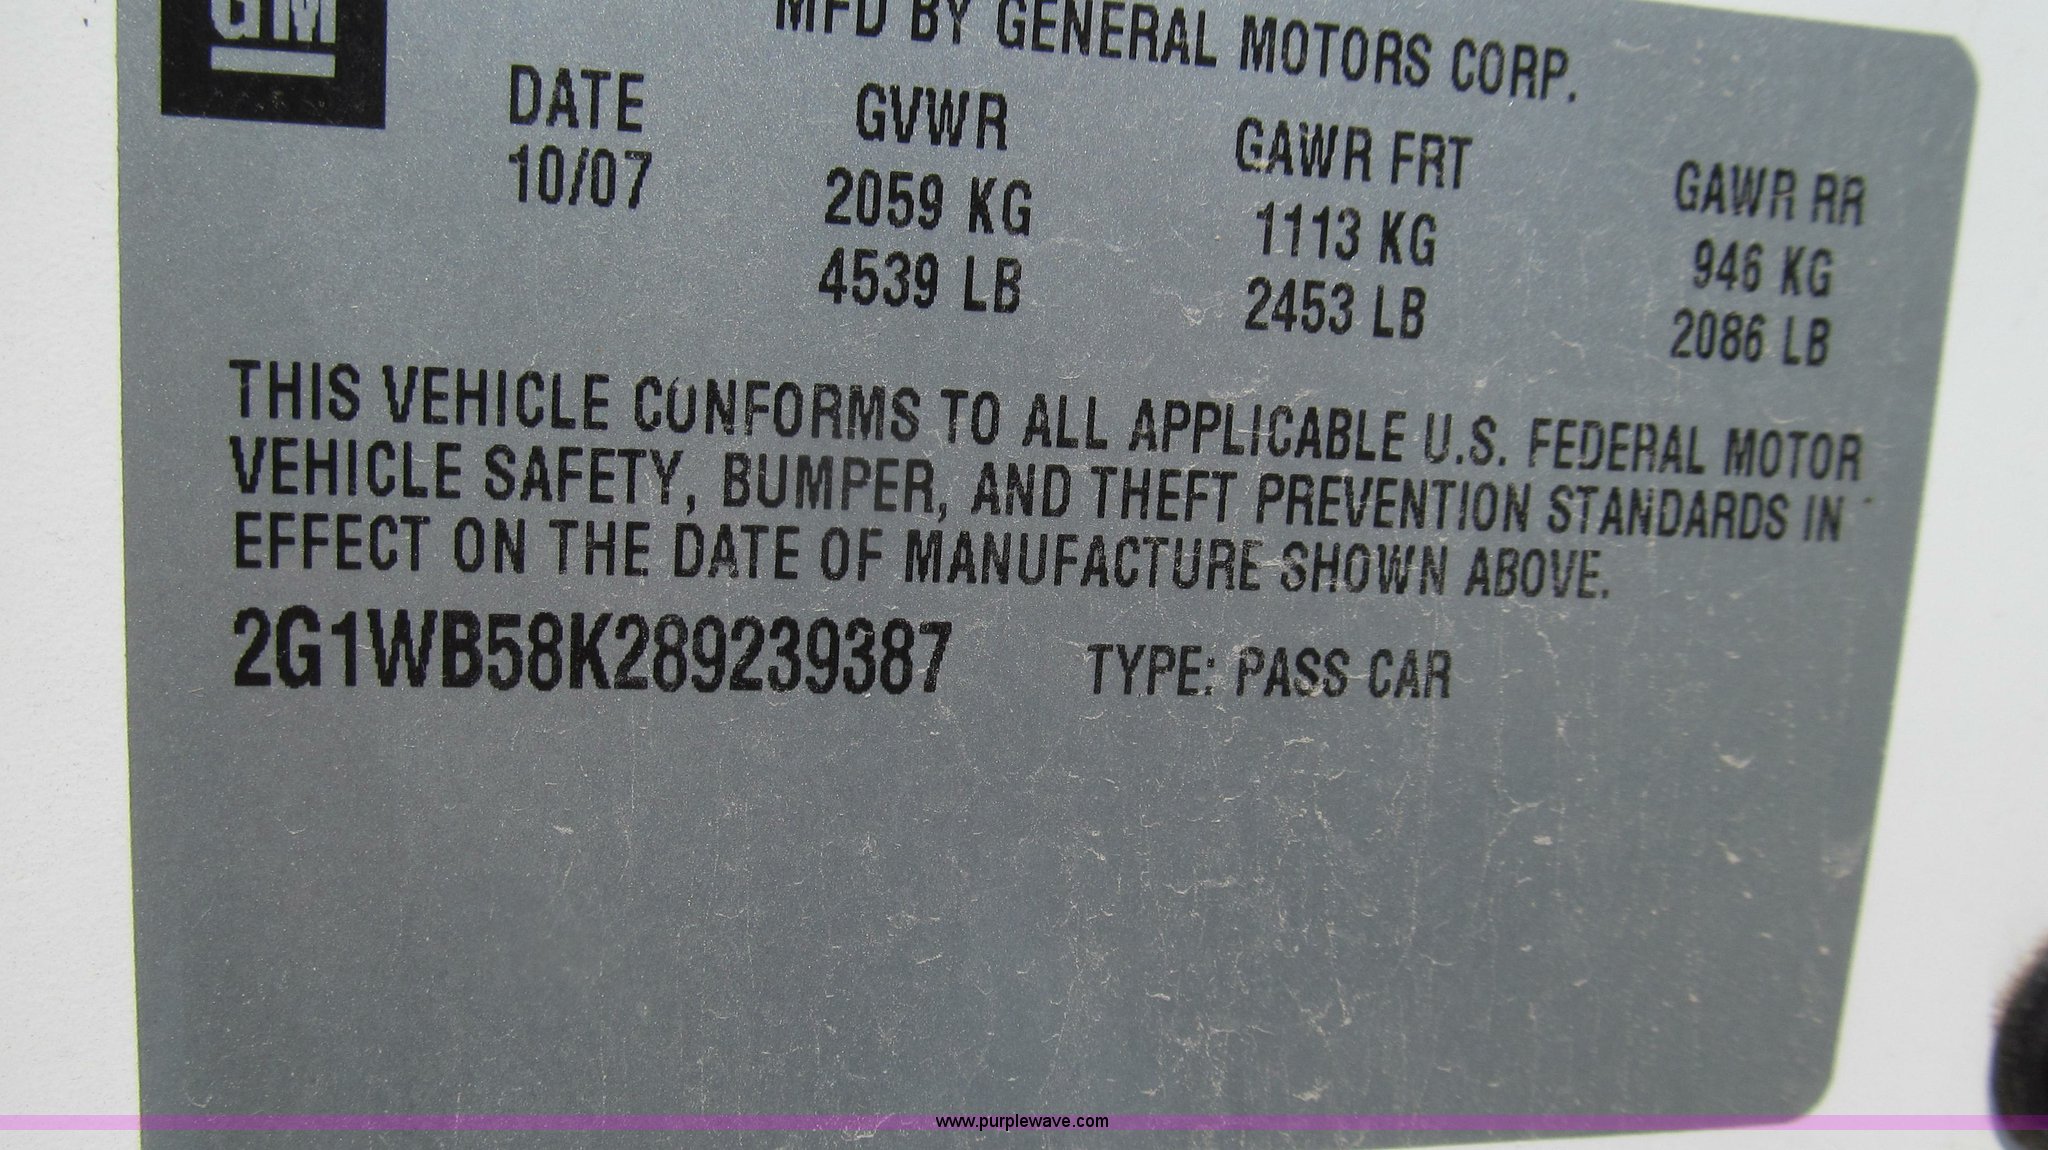 GM
MFD BY GENERAL MOTORS CORP.
DATE GVWR GAWR FRT GAWR RR
10/07 2059 KG 1113 KG 946 KG
4539 LB 2453 LB 2086 LB
THIS VEHICLE CONFORMS TO ALL APPLICABLE U.S. FEDERAL MOTOR
VEHICLE SAFETY, BUMPER, AND THEFT PREVENTION STANDARDS IN
EFFECT ON THE DATE OF MANUFACTURE SHOWN ABOVE.
2G1WB58K289239387 TYPE: PASS CAR
www.purplewave.com